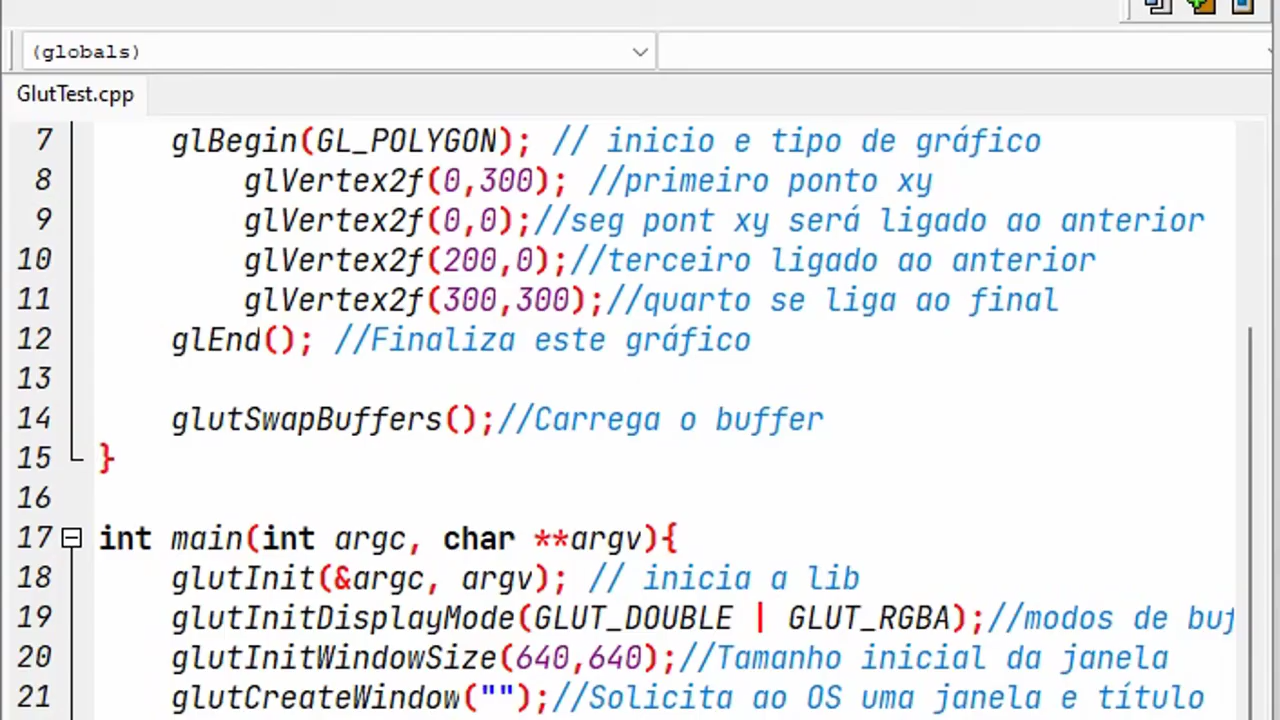 (globals)
GlutTest.cpp
7 glBegin(GL_POLYGON); // inicio e tipo de gráfico
8 glVertex2f(0,300); //primeiro ponto xy
9 glVertex2f(0,0);//seg pont xy será ligado ao anterior
10 glVertex2f(200,0);//terceiro ligado ao anterior
11 glVertex2f(300,300);//quarto se liga ao final
12 glEnd(); //Finaliza este gráfico
13
14 glutSwapBuffers();//Carrega o buffer
15 }
16
17 int main(int argc, char **argv){
18 glutInit(&argc, argv); // inicia a lib
19 glutInitDisplayMode(GLUT_DOUBLE | GLUT_RGBA);//modos de buf
20 glutInitWindowSize(640,640);//Tamanho inicial da janela
21 glutCreateWindow("");//Solicita ao OS uma janela e título